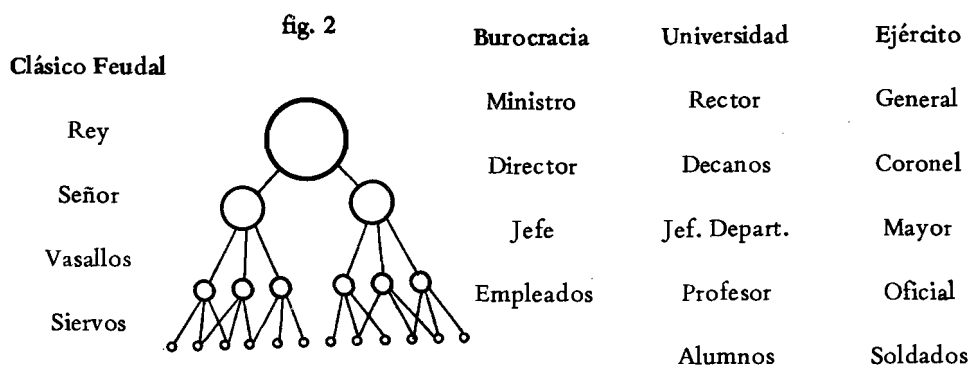 fig. 2
Clásico Feudal
Rey
Señor
Vasallos
Siervos
Burocracia
Ministro
Director
Jefe
Empleados
Universidad
Rector
Decanos
Jef. Depart.
Profesor
Alumnos
Ejército
General
Coronel
Mayor
Oficial
Soldados